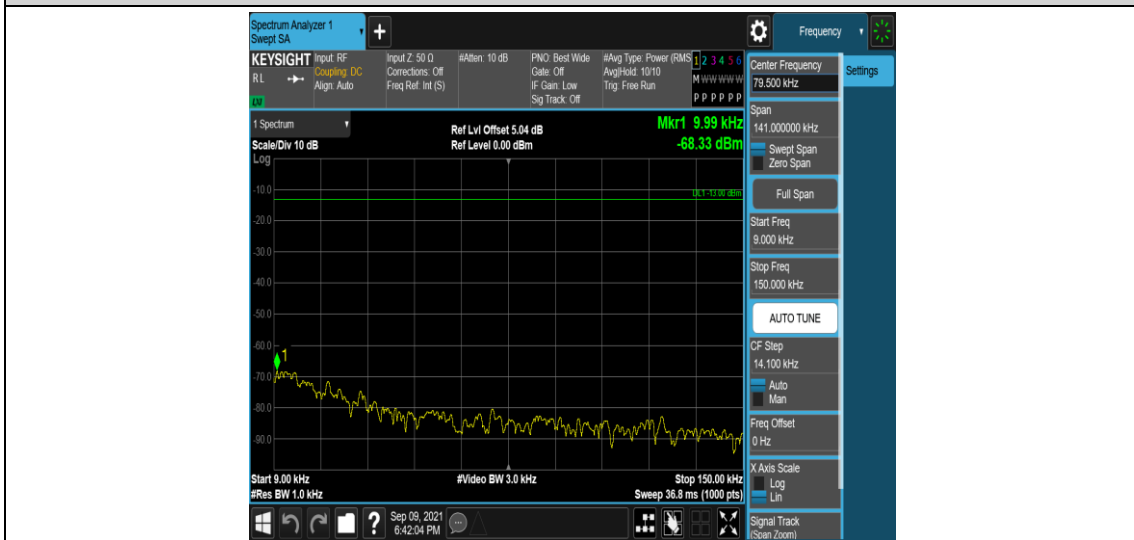 Spectrum Analyzer 1
Swept SA
+
Frequency
KEYSIGHT
RL
LXI
Input: RF
Coupling: DC
Align: Auto
Input Z: 50 Ω
Corrections: Off
Freq Ref: Int (S)
#Atten: 10 dB
PNO: Best Wide
Gate: Off
IF Gain: Low
Sig Track: Off
#Avg Type: Power (RMS
Avg|Hold: 10/10
Trig: Free Run
1 2 3 4 5 6
M W W W W W
P P P P P P
1 Spectrum
Scale/Div 10 dB
Ref Lvl Offset 5.04 dB
Ref Level 0.00 dBm
Mkr1 9.99 kHz
-68.33 dBm
Log
DL1 -13.00 dBm
-10.0
-20.0
-30.0
-40.0
-50.0
-60.0
-70.0
-80.0
-90.0
1
Start 9.00 kHz
#Res BW 1.0 kHz
#Video BW 3.0 kHz
Stop 150.00 kHz
Sweep 36.8 ms (1000 pts)
Sep 09, 2021
6:42:04 PM
?
Center Frequency
79.500 kHz
Settings
Span
141.000000 kHz
Swept Span
Zero Span
Full Span
Start Freq
9.000 kHz
Stop Freq
150.000 kHz
AUTO TUNE
CF Step
14.100 kHz
Auto
Man
Freq Offset
0 Hz
X Axis Scale
Log
Lin
Signal Track
(Span Zoom)